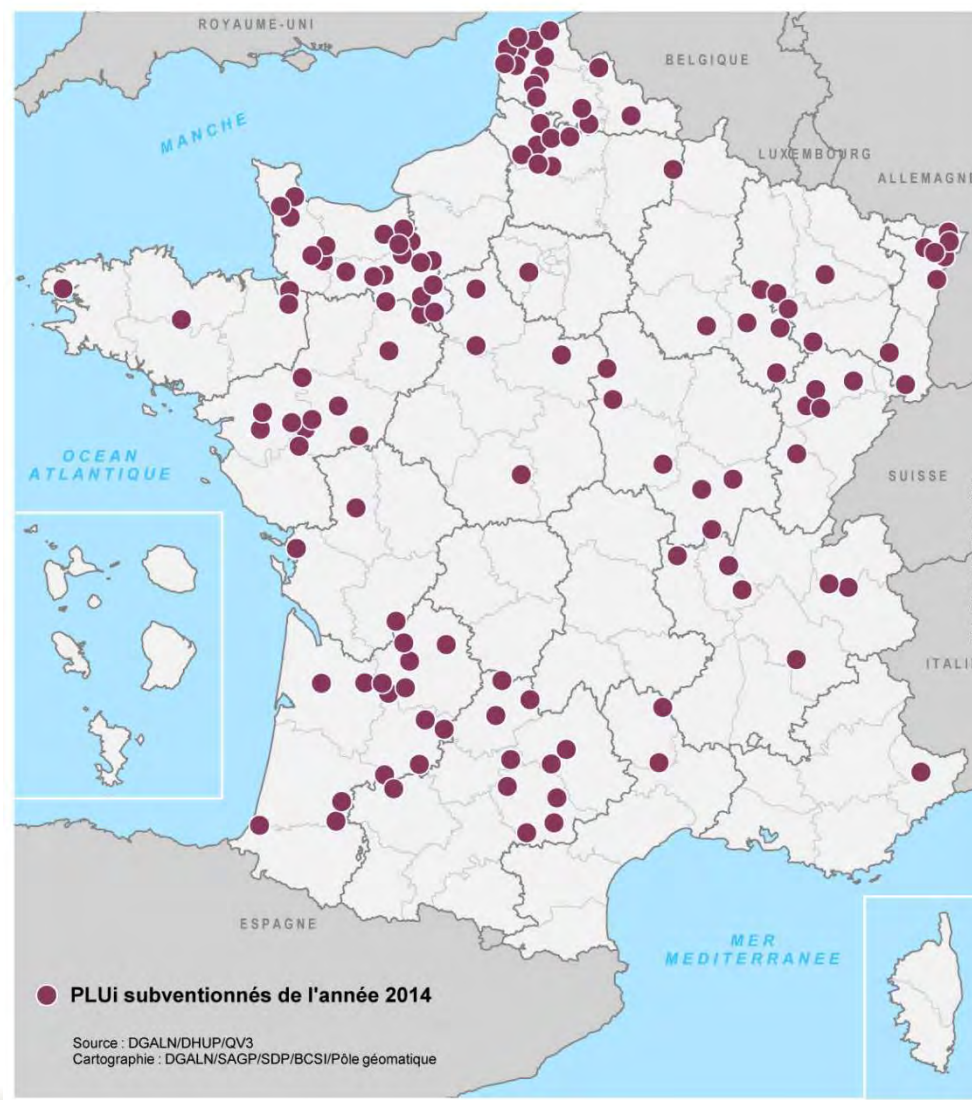 ROYAUME-UNI
BELGIQUE
MANCHE
LUXEMBOURG
ALLEMAGNE
OCEAN
ATLANTIQUE
SUISSE
ITALI
ESPAGNE
MER
MEDITERRANEE
PLUi subventionnés de l'année 2014
Source : DGALN/DHUP/QV3
Cartographie : DGALN/SAGP/SDP/BCSI/Pôle géomatique